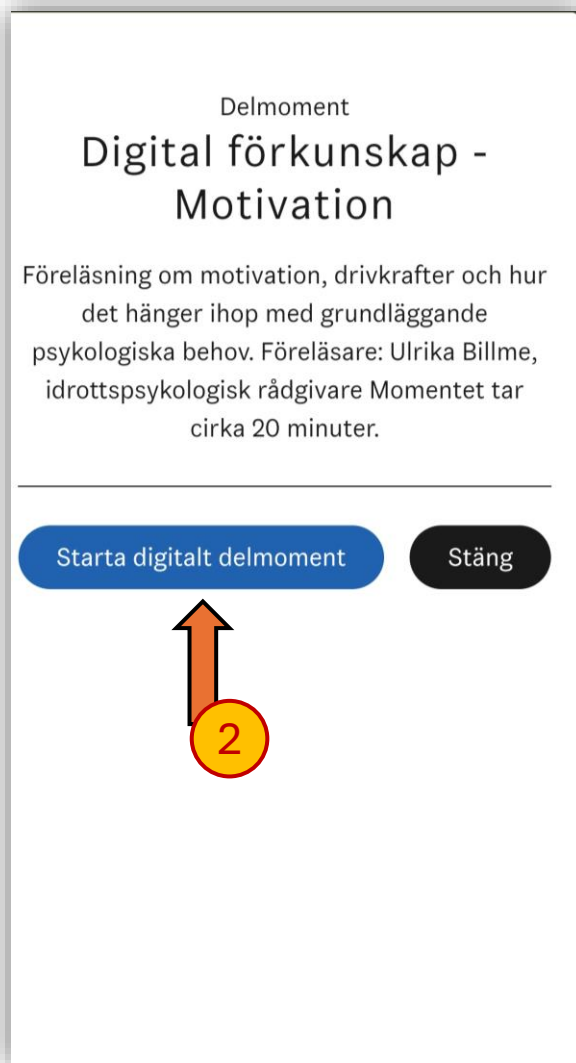 Delmoment
Digital förkunskap -
Motivation
Föreläsning om motivation, drivkrafter och hur
det hänger ihop med grundläggande
psykologiska behov. Föreläsare: Ulrika Billme,
idrottspsykologisk rådgivare Momentet tar
cirka 20 minuter.
Starta digitalt delmoment
Stäng
2